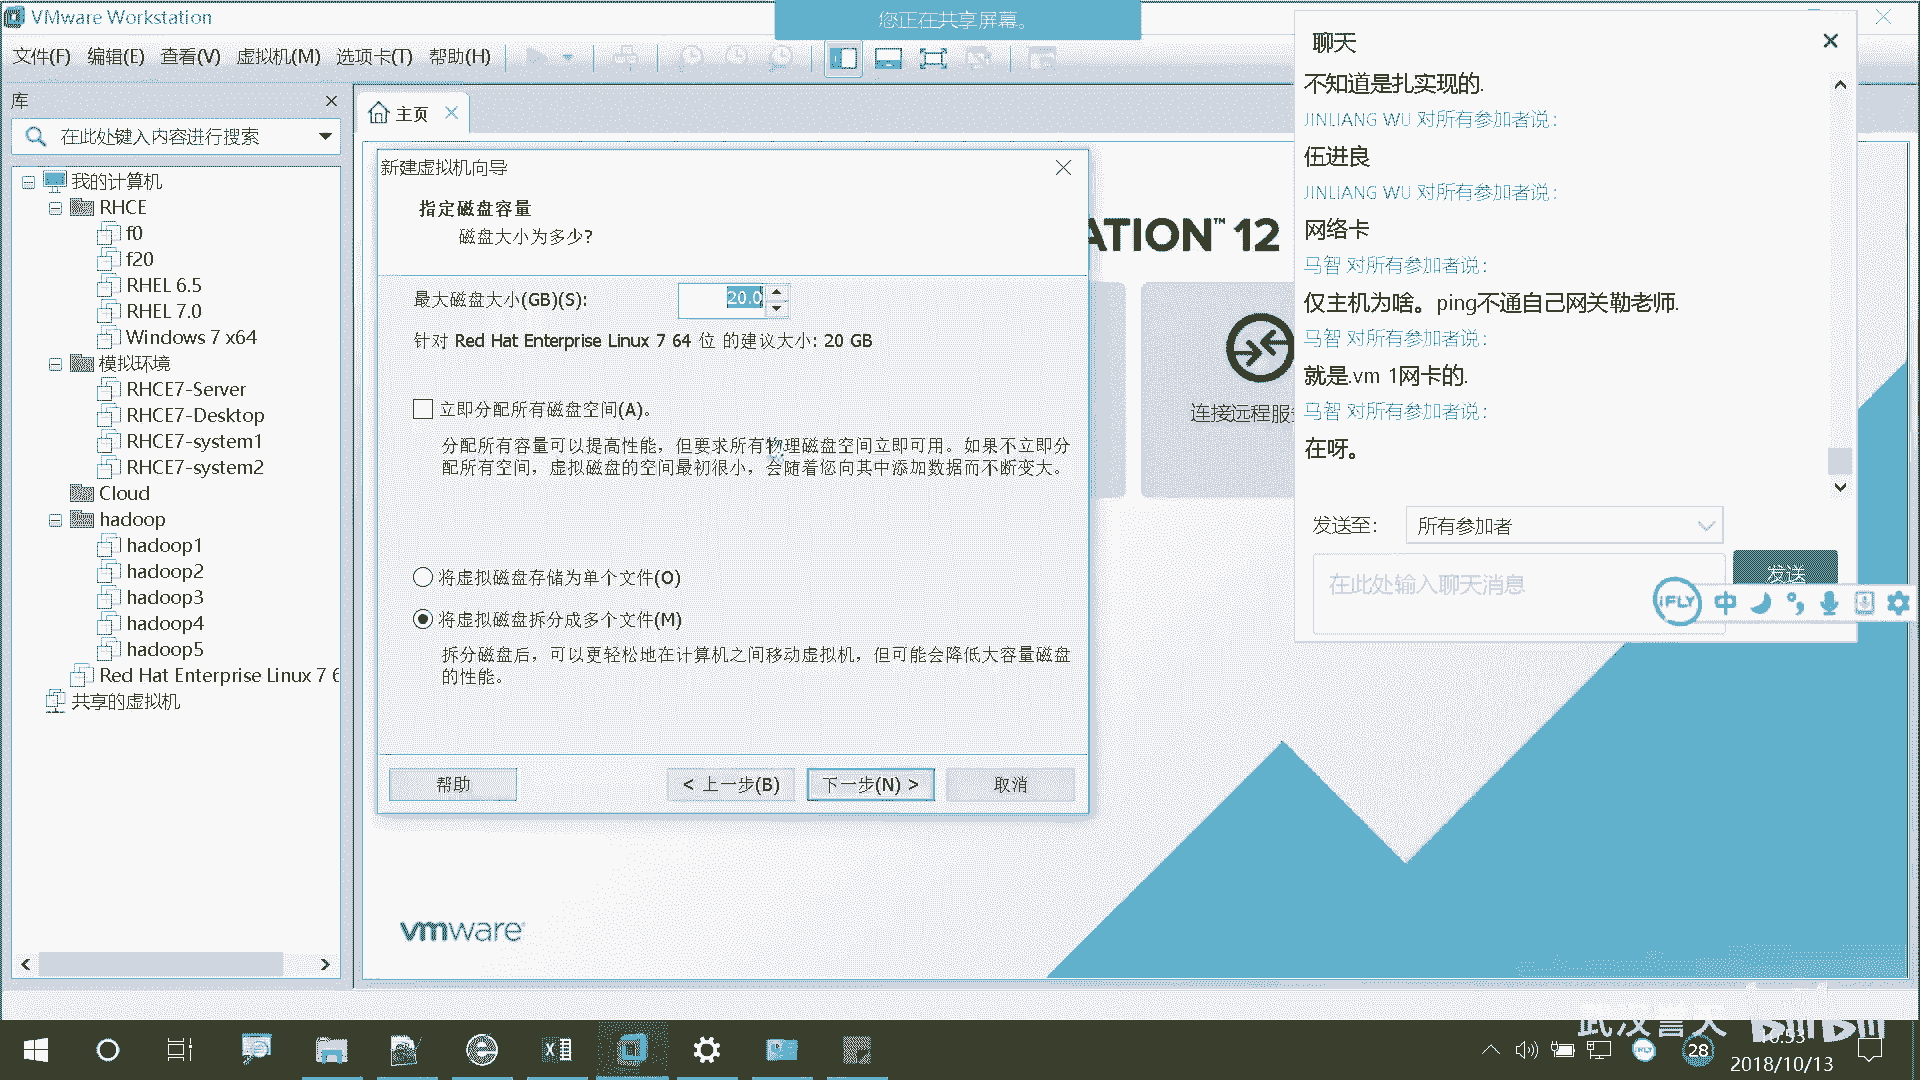 VMware Workstation
您正在共享屏幕。
文件(F) 编辑(E) 查看(V) 虚拟机(M) 选项卡(T) 帮助(H)
库
在此处键入内容进行搜索
我的计算机
RHCE
f0
f20
RHEL 6.5
RHEL 7.0
Windows 7 x64
模拟环境
RHCE7-Server
RHCE7-Desktop
RHCE7-system1
RHCE7-system2
Cloud
hadoop
hadoop1
hadoop2
hadoop3
hadoop4
hadoop5
Red Hat Enterprise Linux 7 6
共享的虚拟机
主页
ATION™ 12
连接远程服
新建虚拟机向导
指定磁盘容量
磁盘大小为多少?
最大磁盘大小(GB)(S):
20.0
针对 Red Hat Enterprise Linux 7 64 位 的建议大小: 20 GB
立即分配所有磁盘空间(A)。
分配所有容量可以提高性能，但要求所有物理磁盘空间立即可用。如果不立即分
配所有空间，虚拟磁盘的空间最初很小，会随着您向其中添加数据而不断变大。
将虚拟磁盘存储为单个文件(O)
将虚拟磁盘拆分成多个文件(M)
拆分磁盘后，可以更轻松地在计算机之间移动虚拟机，但可能会降低大容量磁盘
的性能。
帮助
< 上一步(B)
下一步(N) >
取消
vmware
聊天
不知道是扎实现的.
JINLIANG WU 对所有参加者说:
伍进良
JINLIANG WU 对所有参加者说:
网络卡
马智 对所有参加者说:
仅主机为啥。ping不通自己网关勒老师.
马智 对所有参加者说:
就是.vm 1网卡的.
马智 对所有参加者说:
在呀。
发送至:
所有参加者
在此处输入聊天消息
发送
iFLY 中
武汉誉天
bilibili
28
2018/10/13